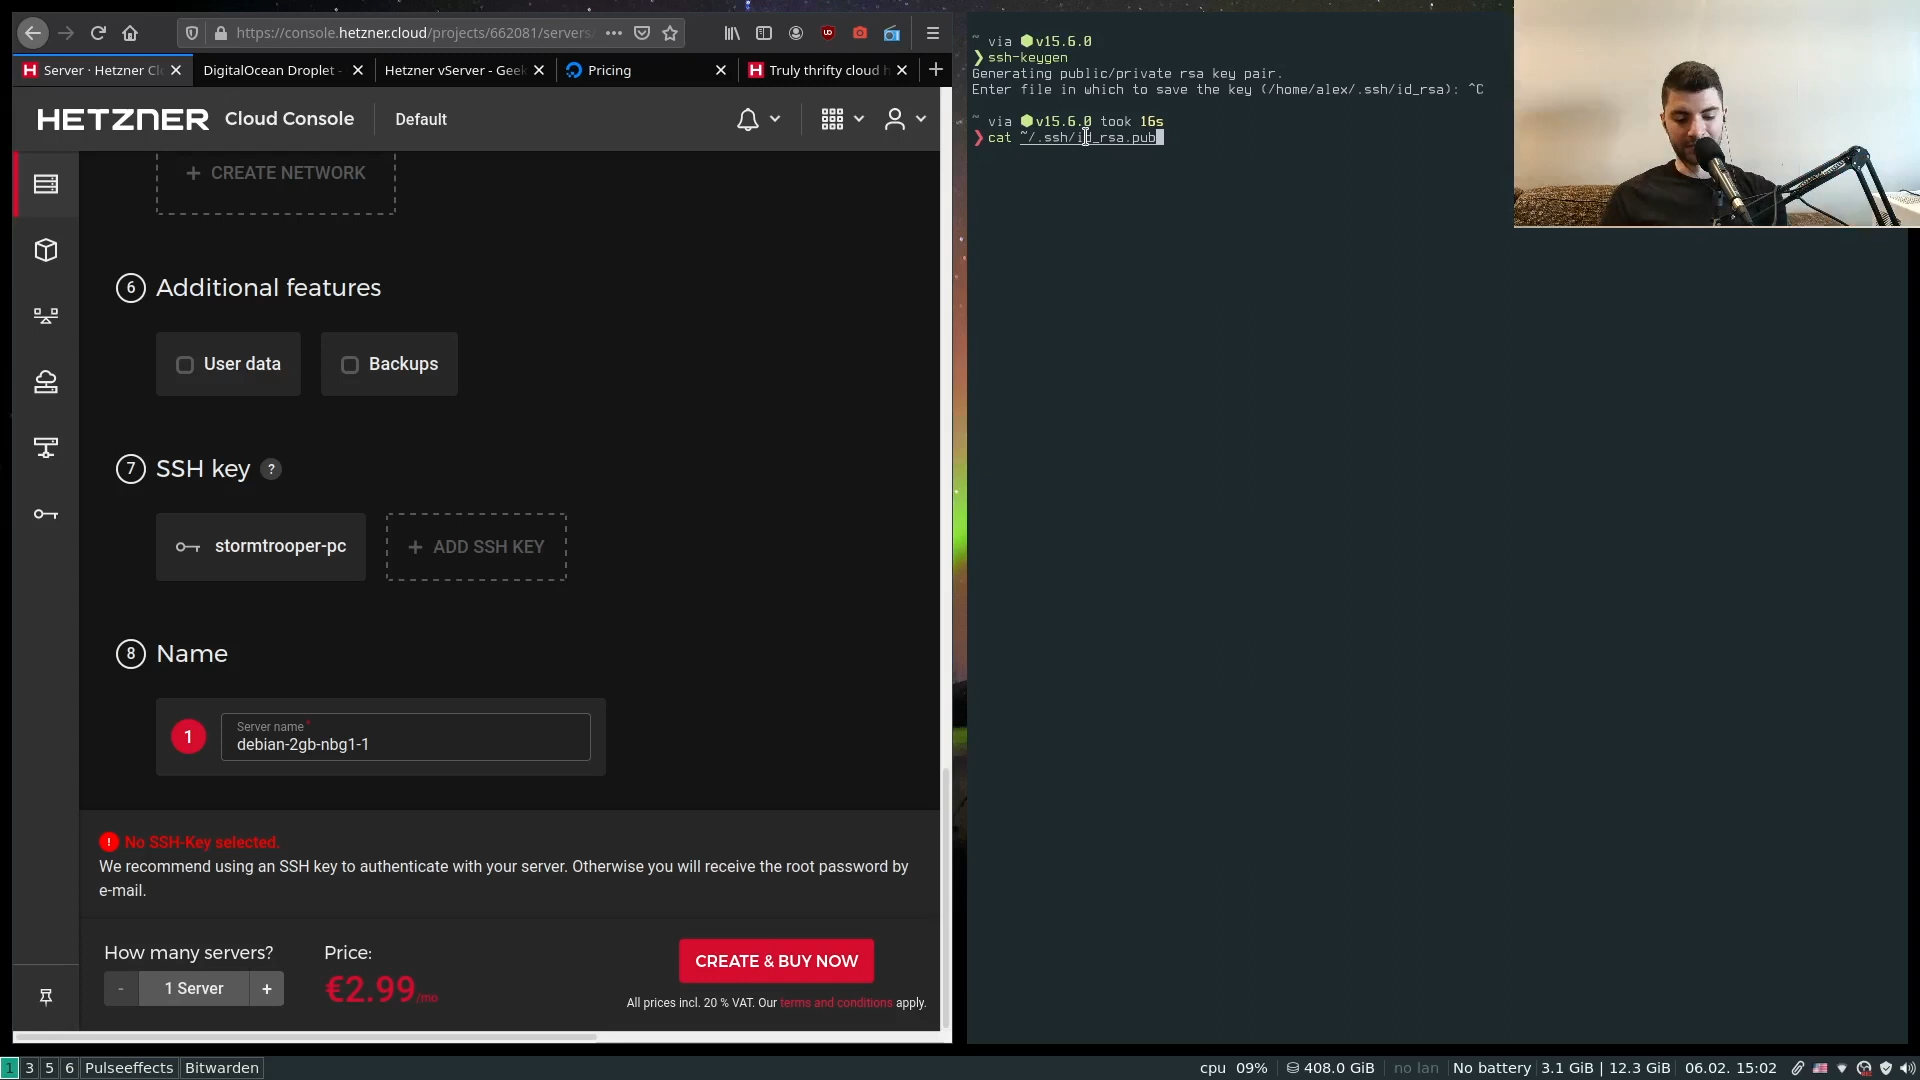 https://console.hetzner.cloud/projects/662081/servers/
Server · Hetzner Cl
DigitalOcean Droplet -
Hetzner vServer - Geek
Pricing
Truly thrifty cloud h
HETZNER Cloud Console
Default
+ CREATE NETWORK
6 Additional features
User data
Backups
7 SSH key ?
stormtrooper-pc
+ ADD SSH KEY
8 Name
1
Server name *
debian-2gb-nbg1-1
! No SSH-Key selected.
We recommend using an SSH key to authenticate with your server. Otherwise you will receive the root password by
e-mail.
How many servers?
- 1 Server +
Price:
€2.99/mo
CREATE & BUY NOW
All prices incl. 20 % VAT. Our terms and conditions apply.
~ via ⬢ v15.6.0
❯ ssh-keygen
Generating public/private rsa key pair.
Enter file in which to save the key (/home/alex/.ssh/id_rsa): ^C
~ via ⬢ v15.6.0 took 16s
❯ cat ~/.ssh/id_rsa.pub
1 3 5 6 Pulseeffects Bitwarden
cpu 09% 408.0 GiB no lan No battery 3.1 GiB | 12.3 GiB 06.02. 15:02